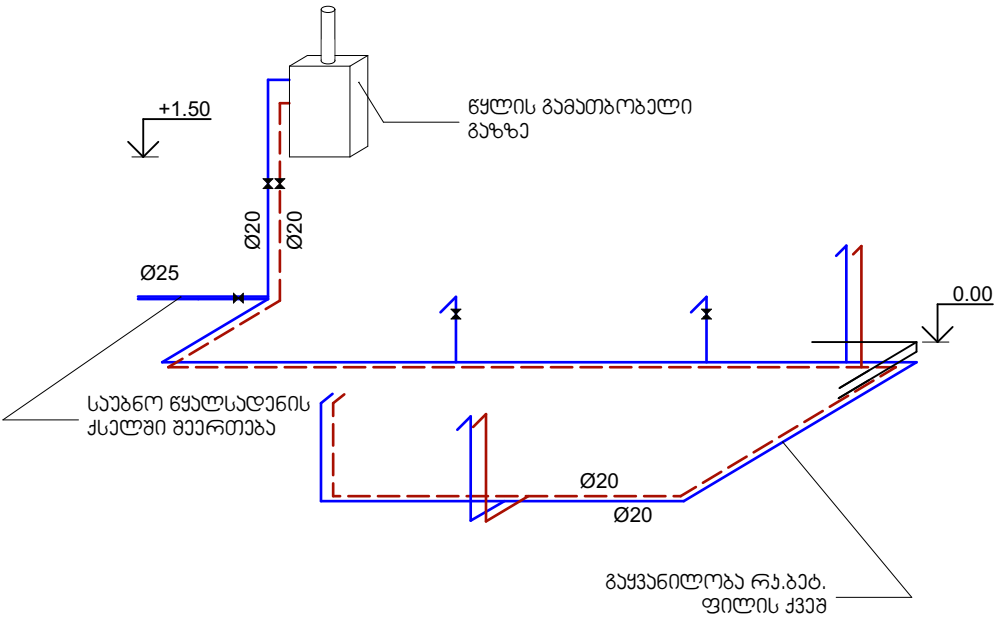 +1.50
წყლის გამათბობელი
გაზზე
Ø20
Ø20
Ø25
0.00
საუბნო წყალსადენის
ქსელში შეერთება
Ø20
Ø20
გაყვანილობა რკ.ბეტ.
ფილის ქვეშ